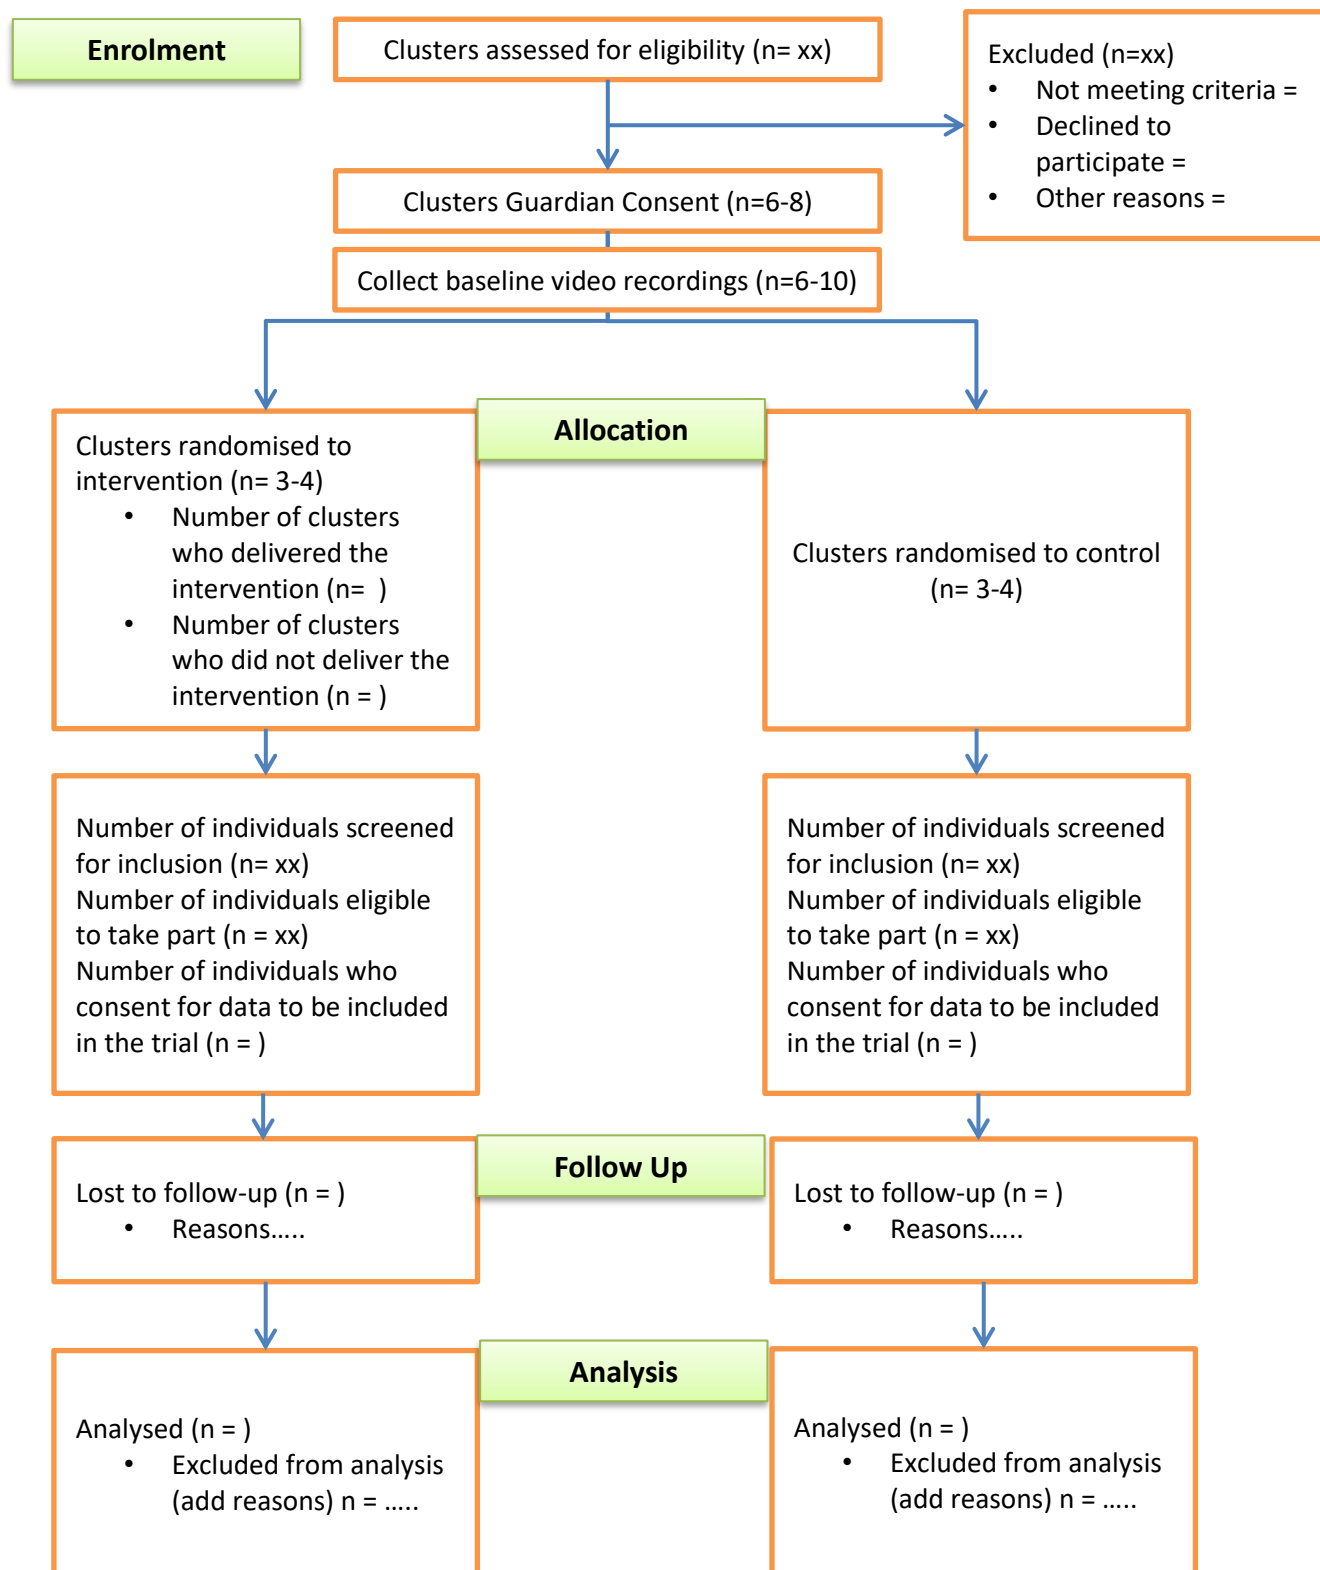 Enrolment
Clusters assessed for eligibility (n= xx)
Excluded (n=xx)
• Not meeting criteria =
• Declined to
participate =
• Other reasons =
Clusters Guardian Consent (n=6-8)
Collect baseline video recordings (n=6-10)
Allocation
Clusters randomised to
intervention (n= 3-4)
• Number of clusters
who delivered the
intervention (n=  )
• Number of clusters
who did not deliver the
intervention (n = )
Clusters randomised to control
(n= 3-4)
Number of individuals screened
for inclusion (n= xx)
Number of individuals eligible
to take part (n = xx)
Number of individuals who
consent for data to be included
in the trial (n = )
Number of individuals screened
for inclusion (n= xx)
Number of individuals eligible
to take part (n = xx)
Number of individuals who
consent for data to be included
in the trial (n = )
Follow Up
Lost to follow-up (n = )
• Reasons…..
Lost to follow-up (n = )
• Reasons…..
Analysis
Analysed (n = )
• Excluded from analysis
(add reasons) n = …..
Analysed (n = )
• Excluded from analysis
(add reasons) n = …..